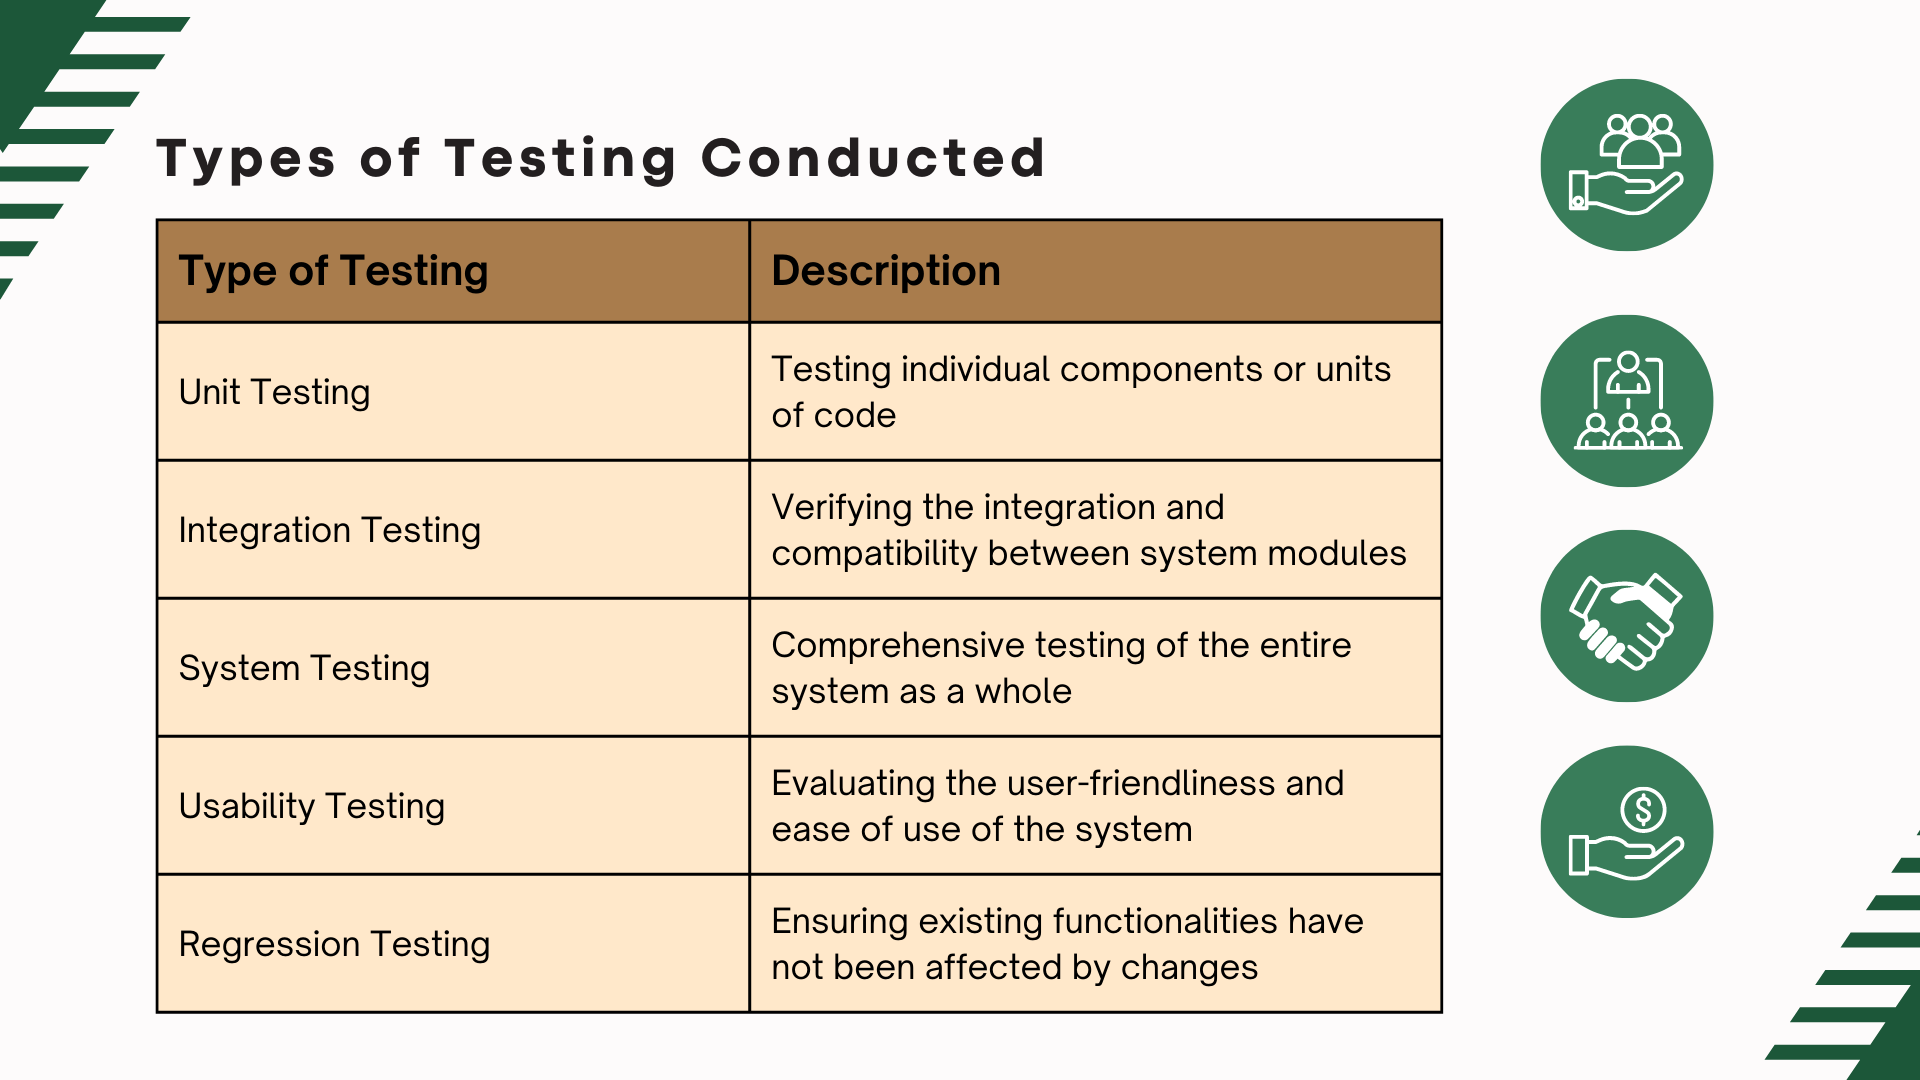 Types of Testing Conducted
Type of Testing
Description
Unit Testing
Testing individual components or units
of code
Integration Testing
Verifying the integration and
compatibility between system modules
System Testing
Comprehensive testing of the entire
system as a whole
Usability Testing
Evaluating the user-friendliness and
ease of use of the system
Regression Testing
Ensuring existing functionalities have
not been affected by changes
$